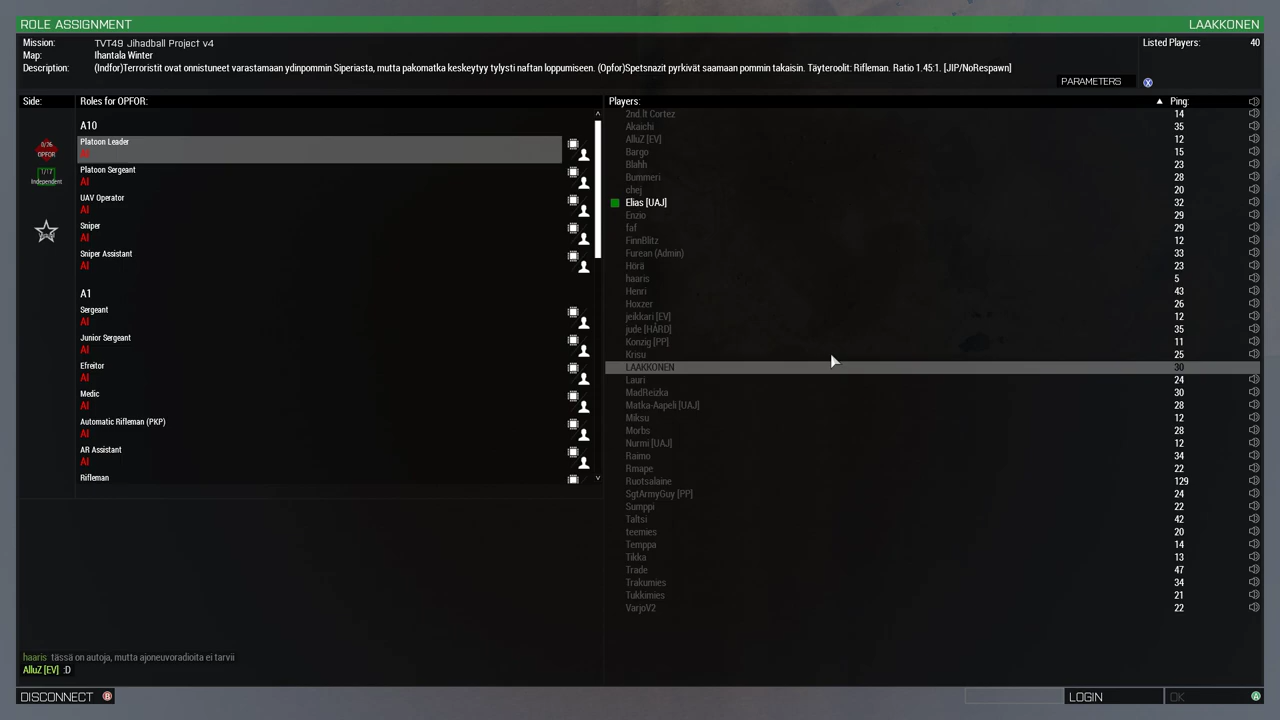 ROLE ASSIGNMENT
LAAKKONEN
Mission: TVT49 Jihadball Project v4
Listed Players: 40
Map: Ihantala Winter
Description: (Indfor)Terroristit ovat onnistuneet varastamaan ydinpommin Siperiasta, mutta pakomatka keskeytyy tylysti naftan loppumiseen. (Opfor)Spetsnazit pyrkivät saamaan pommin takaisin. Täyteroolit: Rifleman. Ratio 1.45:1. [JIP/NoRespawn]
PARAMETERS X
Side:
0/26
OPFOR
1/17
Independent
Roles for OPFOR:
A10
Platoon Leader
AI
Platoon Sergeant
AI
UAV Operator
AI
Sniper
AI
Sniper Assistant
AI
A1
Sergeant
AI
Junior Sergeant
AI
Efreitor
AI
Medic
AI
Automatic Rifleman (PKP)
AI
AR Assistant
AI
Rifleman
Players: Ping:
2nd.lt Cortez 14
Akaichi 35
AlluZ [EV] 12
Bargo 15
Blahh 23
Bummeri 28
chej 20
Elias [UAJ] 32
Enzio 29
faf 29
FinnBlitz 12
Furean (Admin) 33
Hörä 23
haaris 5
Henri 43
Hoxzer 26
jeikkari [EV] 12
jude [HÄRD] 35
Konzig [PP] 11
Krisu 25
LAAKKONEN 30
Lauri 24
MadReizka 30
Matka-Aapeli [UAJ] 28
Miksu 12
Morbs 28
Nurmi [UAJ] 12
Raimo 34
Rmape 22
Ruotsalaine 129
SgtArmyGuy [PP] 24
Sumppi 22
Taltsi 42
teemies 20
Temppa 14
Tikka 13
Trade 47
Trakumies 34
Tukkimies 21
VarjoV2 22
haaris tässä on autoja, mutta ajoneuvoradioita ei tarvii
AlluZ [EV] :D
DISCONNECT B
LOGIN
OK A